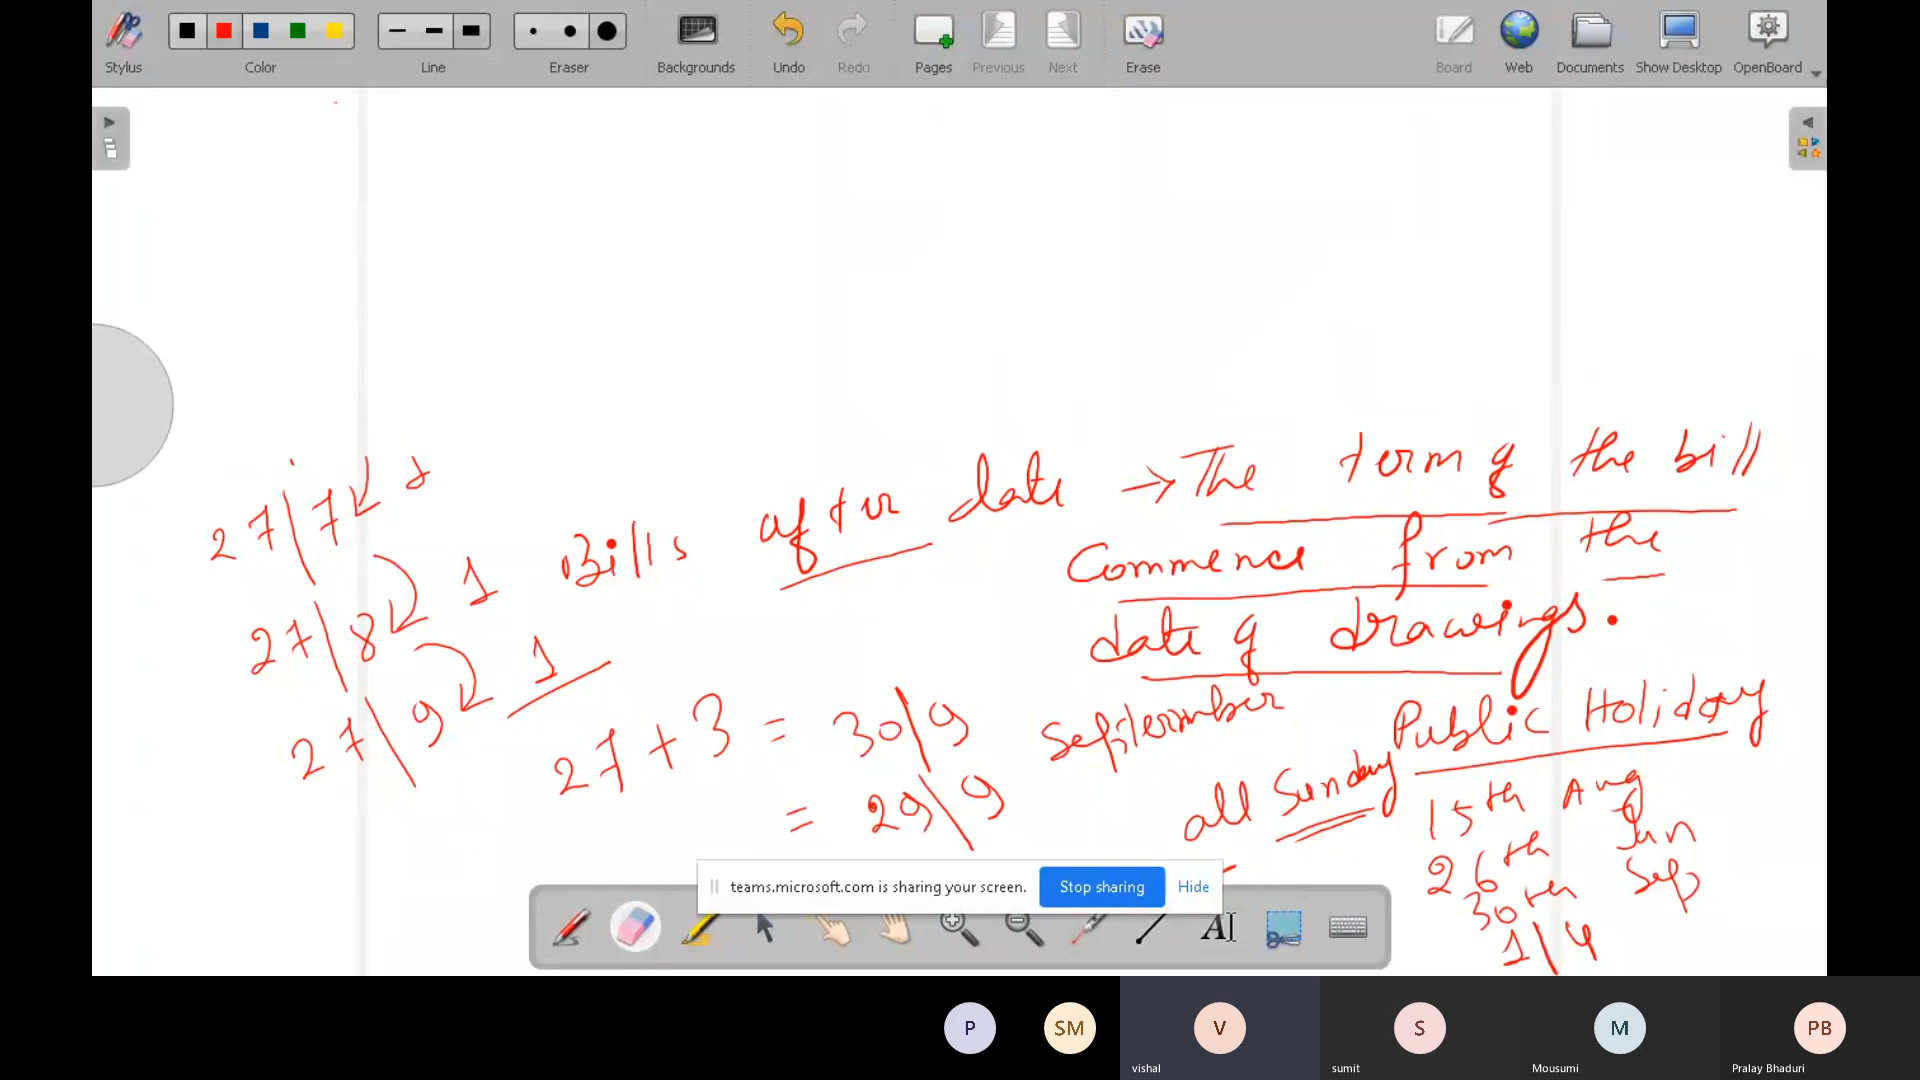 Stylus
Color
Line
Eraser
Backgrounds
Undo
Redo
Pages
Previous
Next
Erase
Board
Web
Documents
Show Desktop
OpenBoard
27/7
27/8 1
27/9 1
Bills after date → The term of the bill
Commence from the
date of drawings.
27 + 3 = 30/9 September
= 29/9
Public Holiday
all Sunday
15th Aug
26th Jan
30th Sep
1/4
teams.microsoft.com is sharing your screen.
Stop sharing
Hide
P
SM
V
S
M
PB
vishal
sumit
Mousumi
Pralay Bhaduri